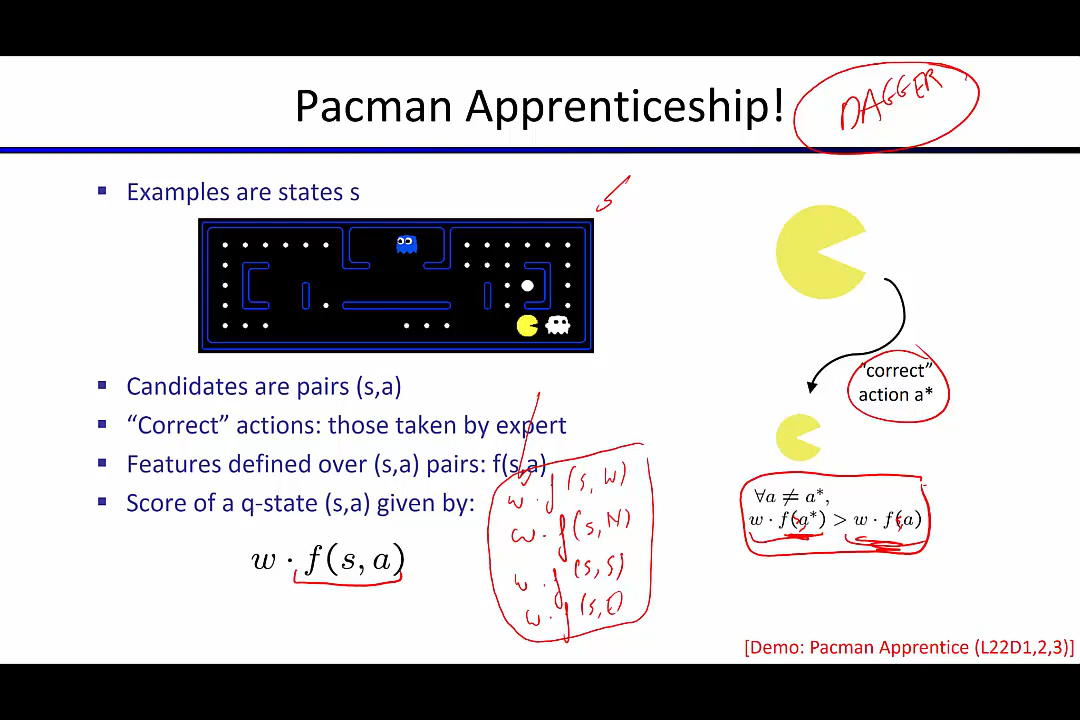 Pacman Apprenticeship!
DAGGER
Examples are states s
s
Candidates are pairs (s,a)
“Correct” actions: those taken by expert
Features defined over (s,a) pairs: f(s,a)
Score of a q-state (s,a) given by:
w · f(s, a)
w · f(s, W)
w · f(s, N)
w · f(s, S)
w · f(s, E)
“correct”
action a*
∀a ≠ a*,
w · f(s, a*) > w · f(s, a)
[Demo: Pacman Apprentice (L22D1,2,3)]